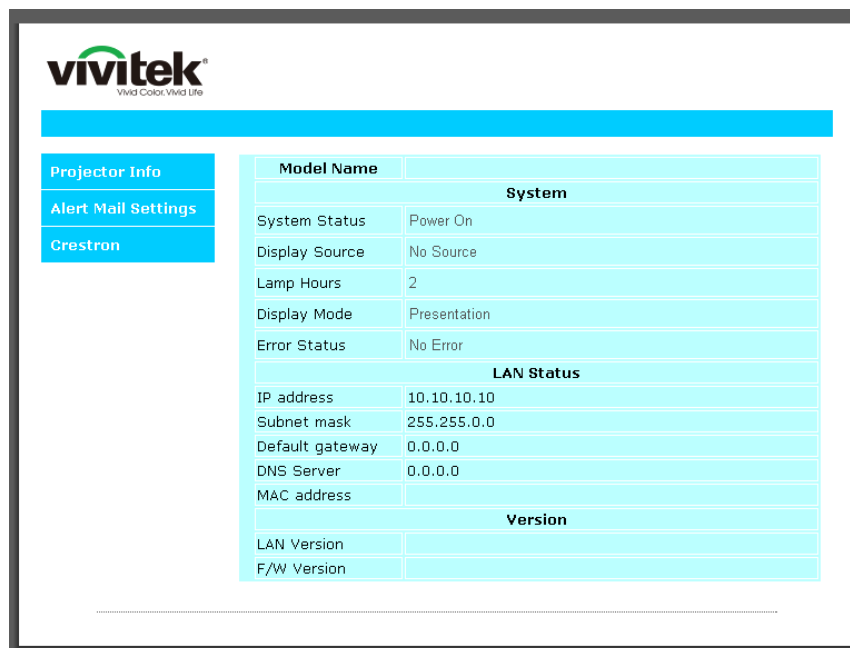 vivitek®
Vivid Color. Vivid Life
Projector Info
Alert Mail Settings
Crestron
Model Name
System
System Status Power On
Display Source No Source
Lamp Hours 2
Display Mode Presentation
Error Status No Error
LAN Status
IP address 10.10.10.10
Subnet mask 255.255.0.0
Default gateway 0.0.0.0
DNS Server 0.0.0.0
MAC address
Version
LAN Version
F/W Version